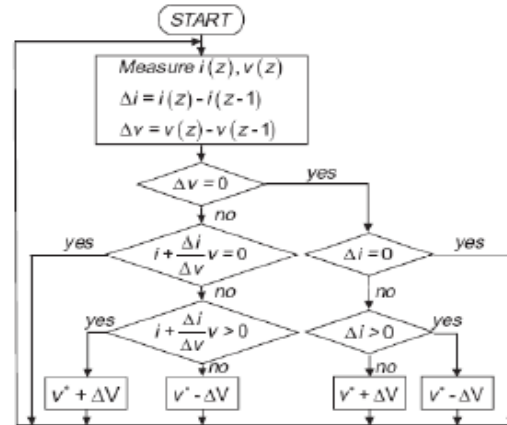 START
Measure i(z), v(z)
Δi = i(z) - i(z-1)
Δv = v(z) - v(z-1)
Δv = 0
yes
no
yes
i + Δi/Δv v = 0
Δi = 0
yes
no
no
yes
i + Δi/Δv v > 0
Δi > 0
yes
no
no
v* + ΔV
v* - ΔV
v* + ΔV
v* - ΔV